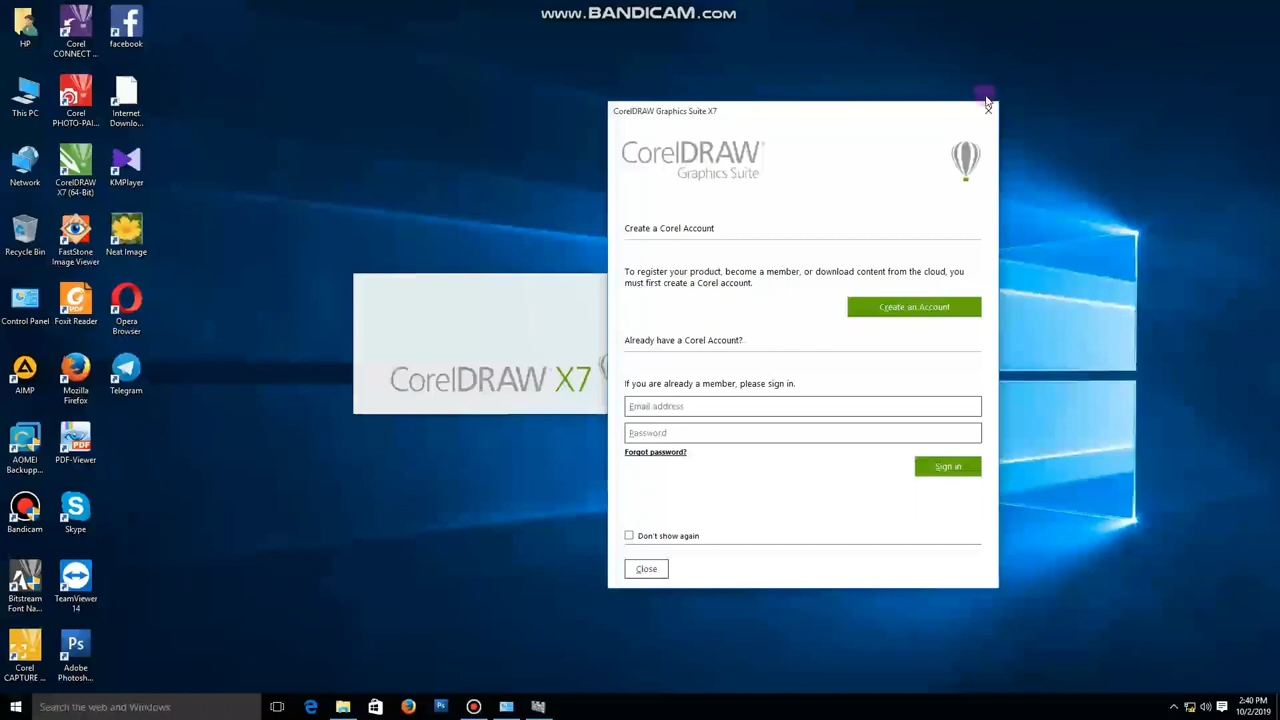 www.BANDICAM.com
HP
Corel
CONNECT ...
facebook
This PC
Corel
PHOTO-PAI...
Internet
Downlo...
Network
CorelDRAW
X7 (64-Bit)
KMPlayer
Recycle Bin
FastStone
Image Viewer
Neat Image
Control Panel
Foxit Reader
Opera
Browser
AIMP
Mozilla
Firefox
Telegram
AOMEI
Backupp...
PDF-Viewer
Bandicam
Skype
Bitstream
Font Na...
TeamViewer
14
Corel
CAPTURE ...
Adobe
Photosh...
CorelDRAW X7
CorelDRAW Graphics Suite X7
CorelDRAW
Graphics Suite
Create a Corel Account
To register your product, become a member, or download content from the cloud, you
must first create a Corel account.
Create an Account
Already have a Corel Account?
If you are already a member, please sign in.
Email address
Password
Forgot password?
Sign in
Don't show again
Close
Search the web and Windows
2:40 PM
10/2/2019